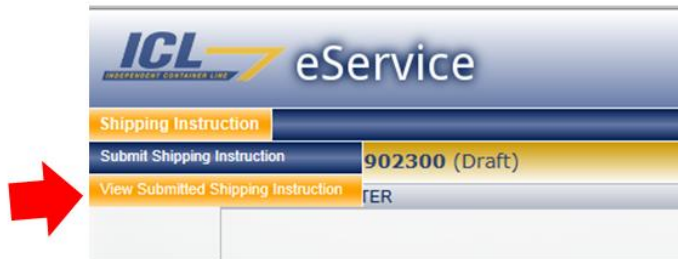 ICL eService
INDEPENDENT CONTAINER LINE
Shipping Instruction
Submit Shipping Instruction 902300 (Draft)
View Submitted Shipping Instruction TER